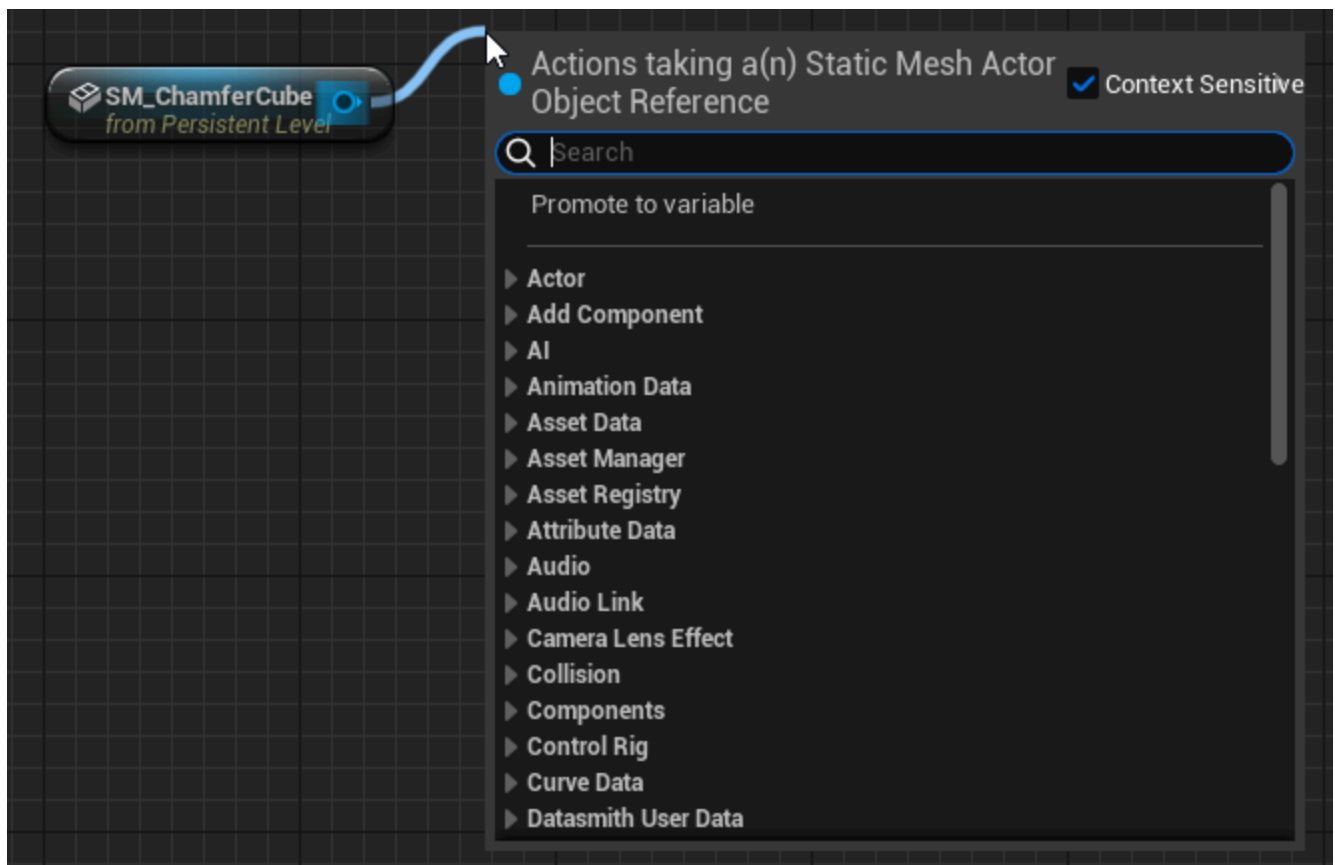 SM_ChamferCube
from Persistent Level
Actions taking a(n) Static Mesh Actor
Object Reference
Context Sensitive
Search
Promote to variable
Actor
Add Component
AI
Animation Data
Asset Data
Asset Manager
Asset Registry
Attribute Data
Audio
Audio Link
Camera Lens Effect
Collision
Components
Control Rig
Curve Data
Datasmith User Data